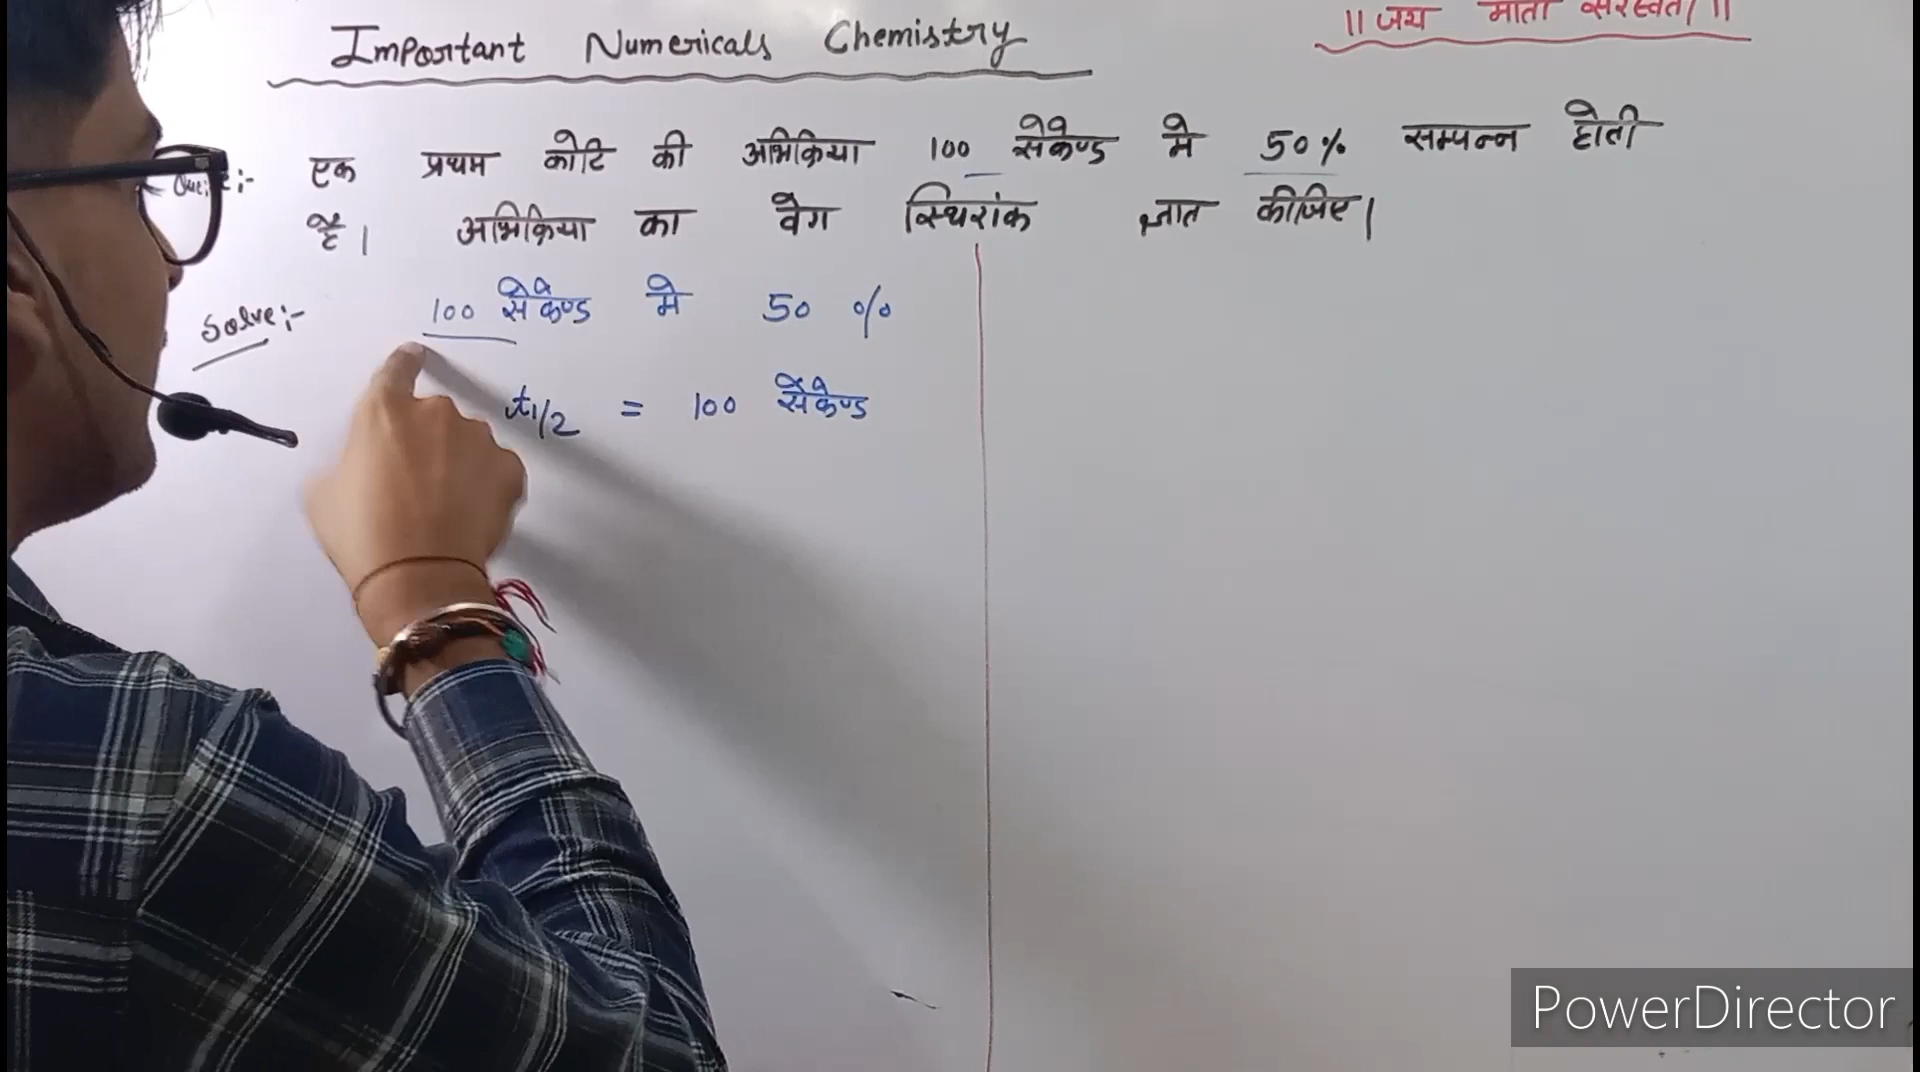 Important Numericals Chemistry
॥ जय माता सरस्वती ॥
Que:- एक प्रथम कोटि की अभिक्रिया 100 सेकेण्ड मे 50% सम्पन्न होती
है। अभिक्रिया का वेग स्थिरांक ज्ञात कीजिए।
Solve:- 100 सेकेण्ड मे 50 %
t1/2 = 100 सेकेण्ड
PowerDirector